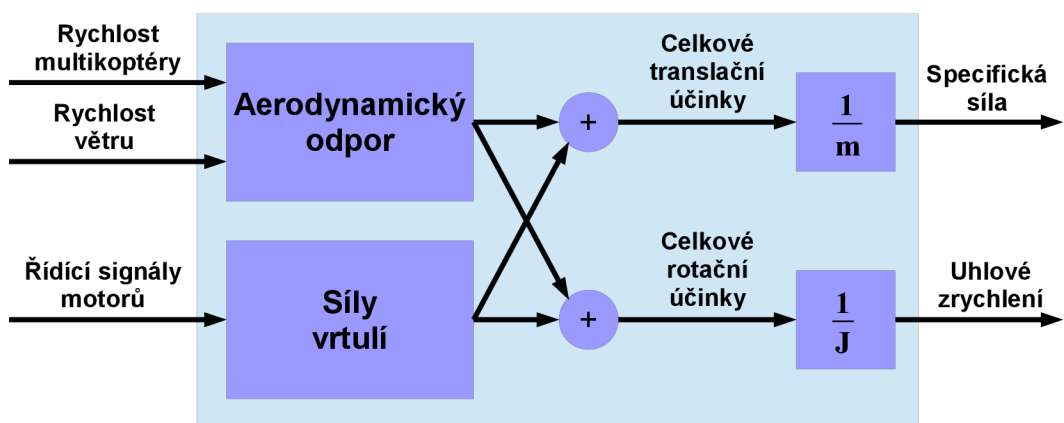 Rychlost
multikoptéry
Rychlost
větru
Řídící signály
motorů
Aerodynamický
odpor
Síly
vrtulí
+
+
Celkové
translační
účinky
Celkové
rotační
účinky
1
m
1
J
Specifická
síla
Uhlové
zrychlení